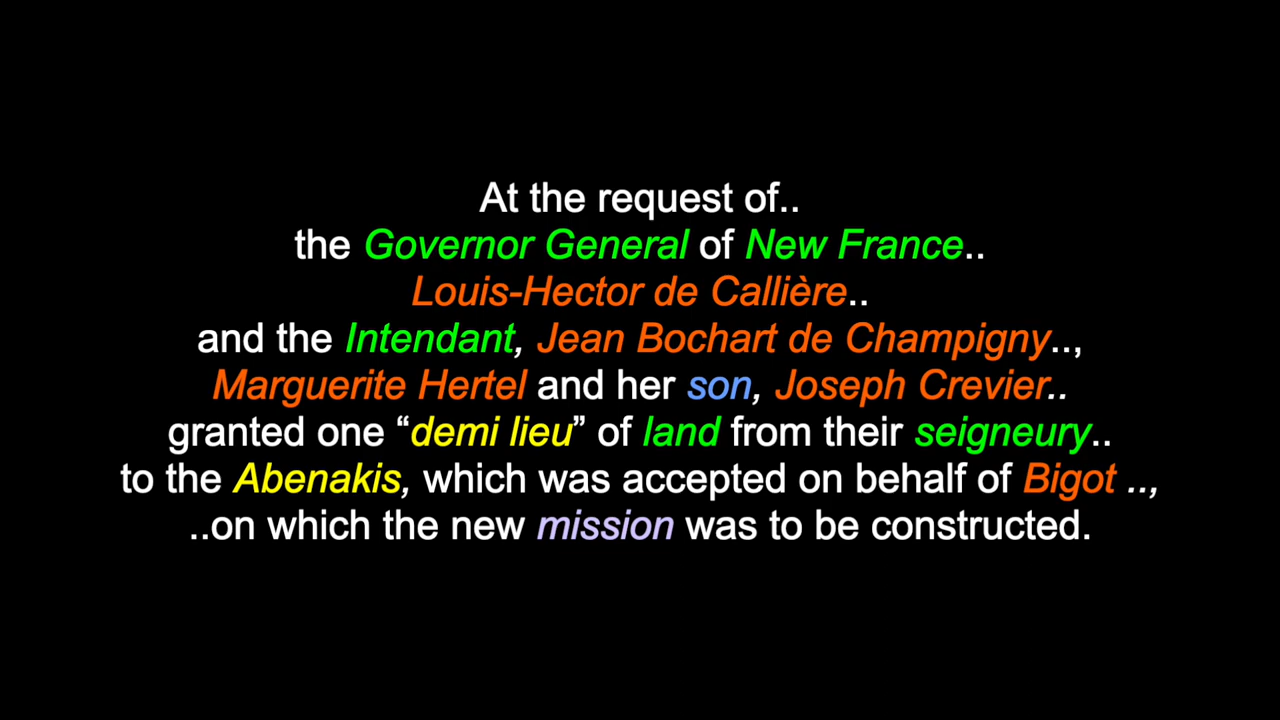 At the request of..
the Governor General of New France..
Louis-Hector de Callière..
and the Intendant, Jean Bochart de Champigny..,
Marguerite Hertel and her son, Joseph Crevier..
granted one “demi lieu” of land from their seigneury..
to the Abenakis, which was accepted on behalf of Bigot ..,
..on which the new mission was to be constructed.